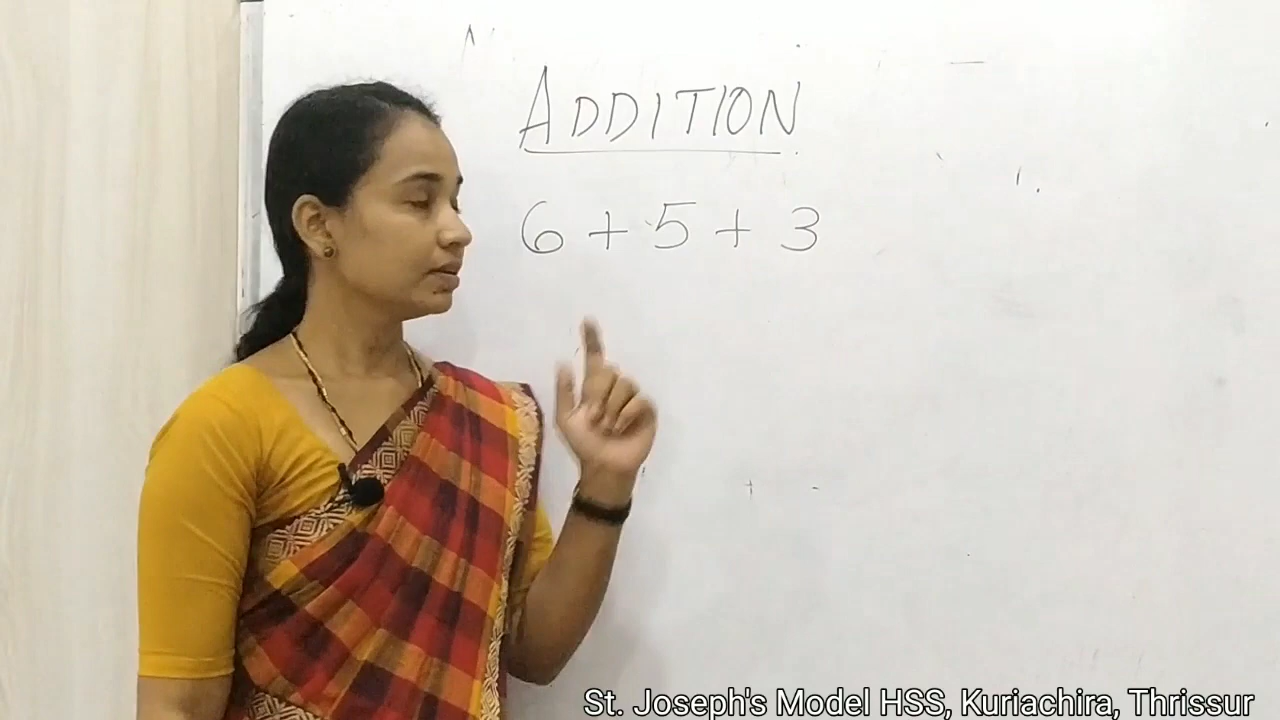 ADDITION
6 + 5 + 3
St. Joseph's Model HSS, Kuriachira, Thrissur